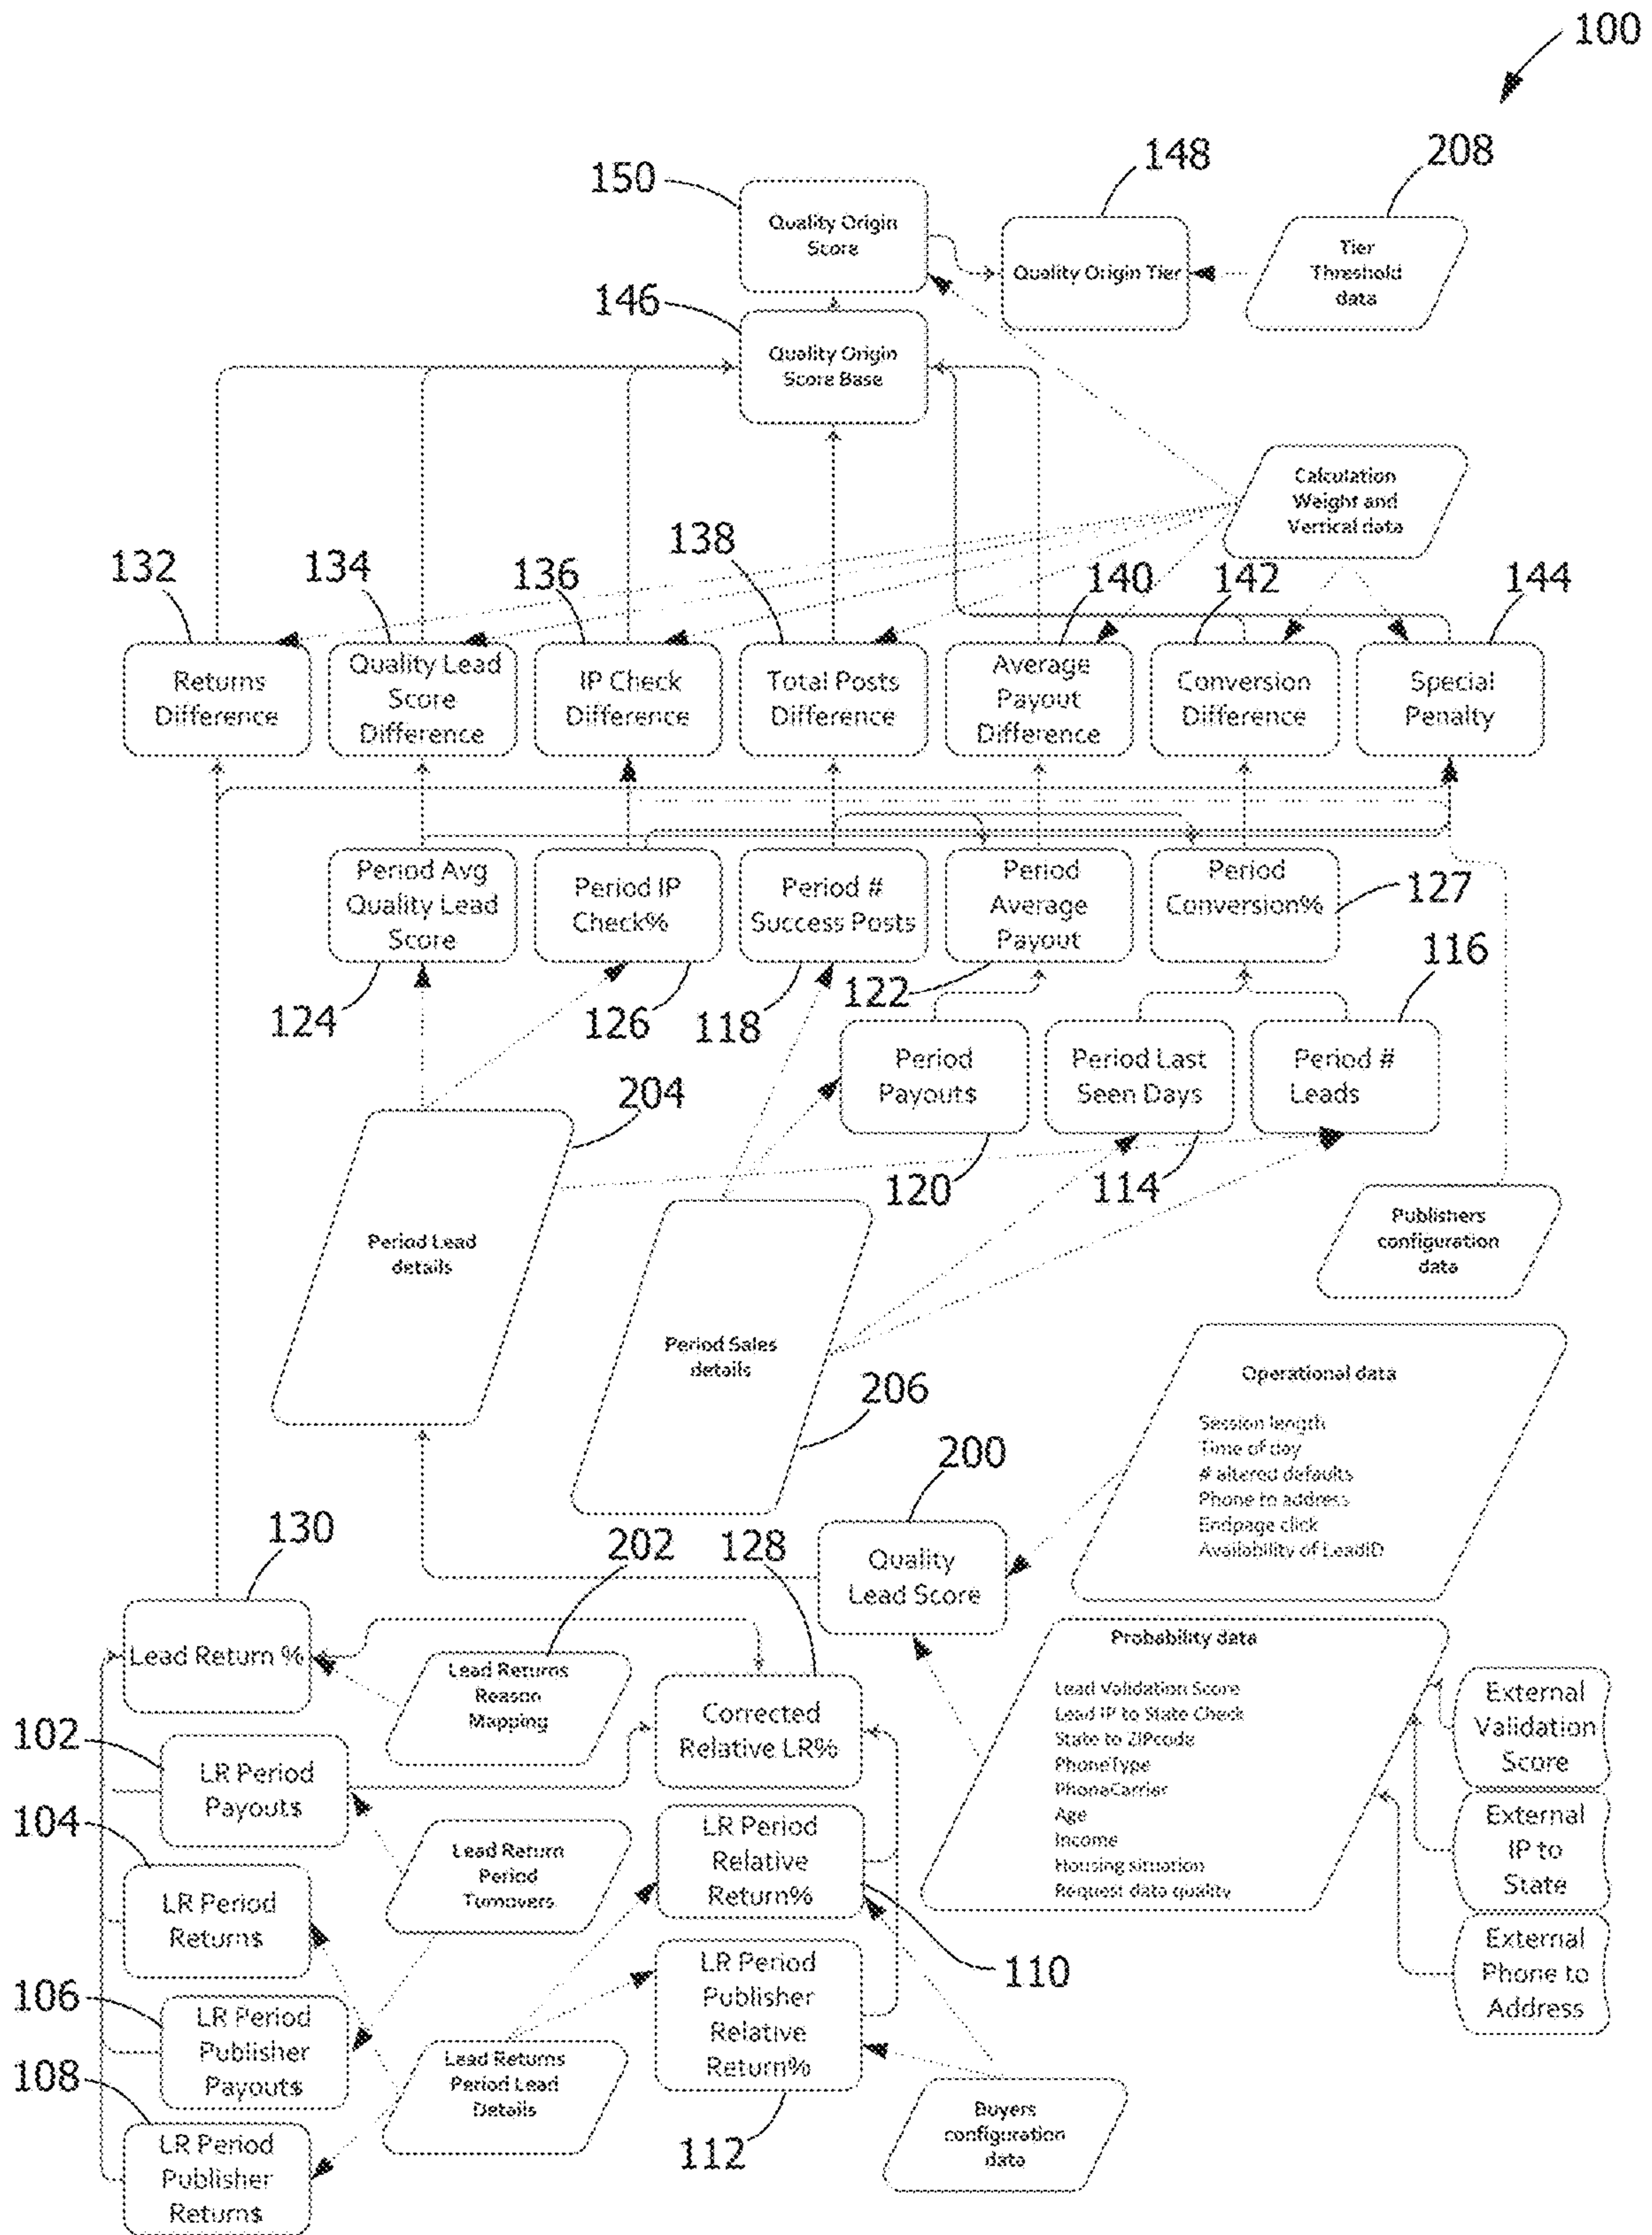 100
150
148
208
Quality Origin
Score
Quality Origin Tier
Tier
Threshold
data
146
Quality Origin
Score Base
Calculation
Weight and
Vertical data
132
134
136
138
140
142
144
Returns
Difference
Quality Lead
Score
Difference
IP Check
Difference
Total Posts
Difference
Average
Payout
Difference
Conversion
Difference
Special
Penalty
Period Avg
Quality Lead
Score
Period IP
Check%
Period #
Success Posts
Period
Average
Payout
Period
Conversion%
127
124
126
118
122
116
Period
Payout$
Period Last
Seen Days
Period #
Leads
204
120
114
Period Lead
details
Publishers
configuration
data
Period Sales
details
206
Operational data
Session length
Time of day
# altered defaults
Phone to address
Endpage click
Availability of LeadID
200
Quality
Lead Score
130
202
128
Lead Return %
Lead Returns
Reason
Mapping
Corrected
Relative LR%
Probability data
Lead Validation Score
Lead IP to State Check
State to ZIPcode
PhoneType
PhoneCarrier
Age
Income
Housing situation
Request data quality
External
Validation
Score
External
IP to
State
External
Phone to
Address
102
LR Period
Payout$
104
LR Period
Return$
Lead Return
Period
Turnovers
LR Period
Relative
Return%
110
106
LR Period
Publisher
Payout$
LR Period
Publisher
Relative
Return%
112
108
LR Period
Publisher
Return$
Lead Returns
Period Lead
Details
Buyers
configuration
data